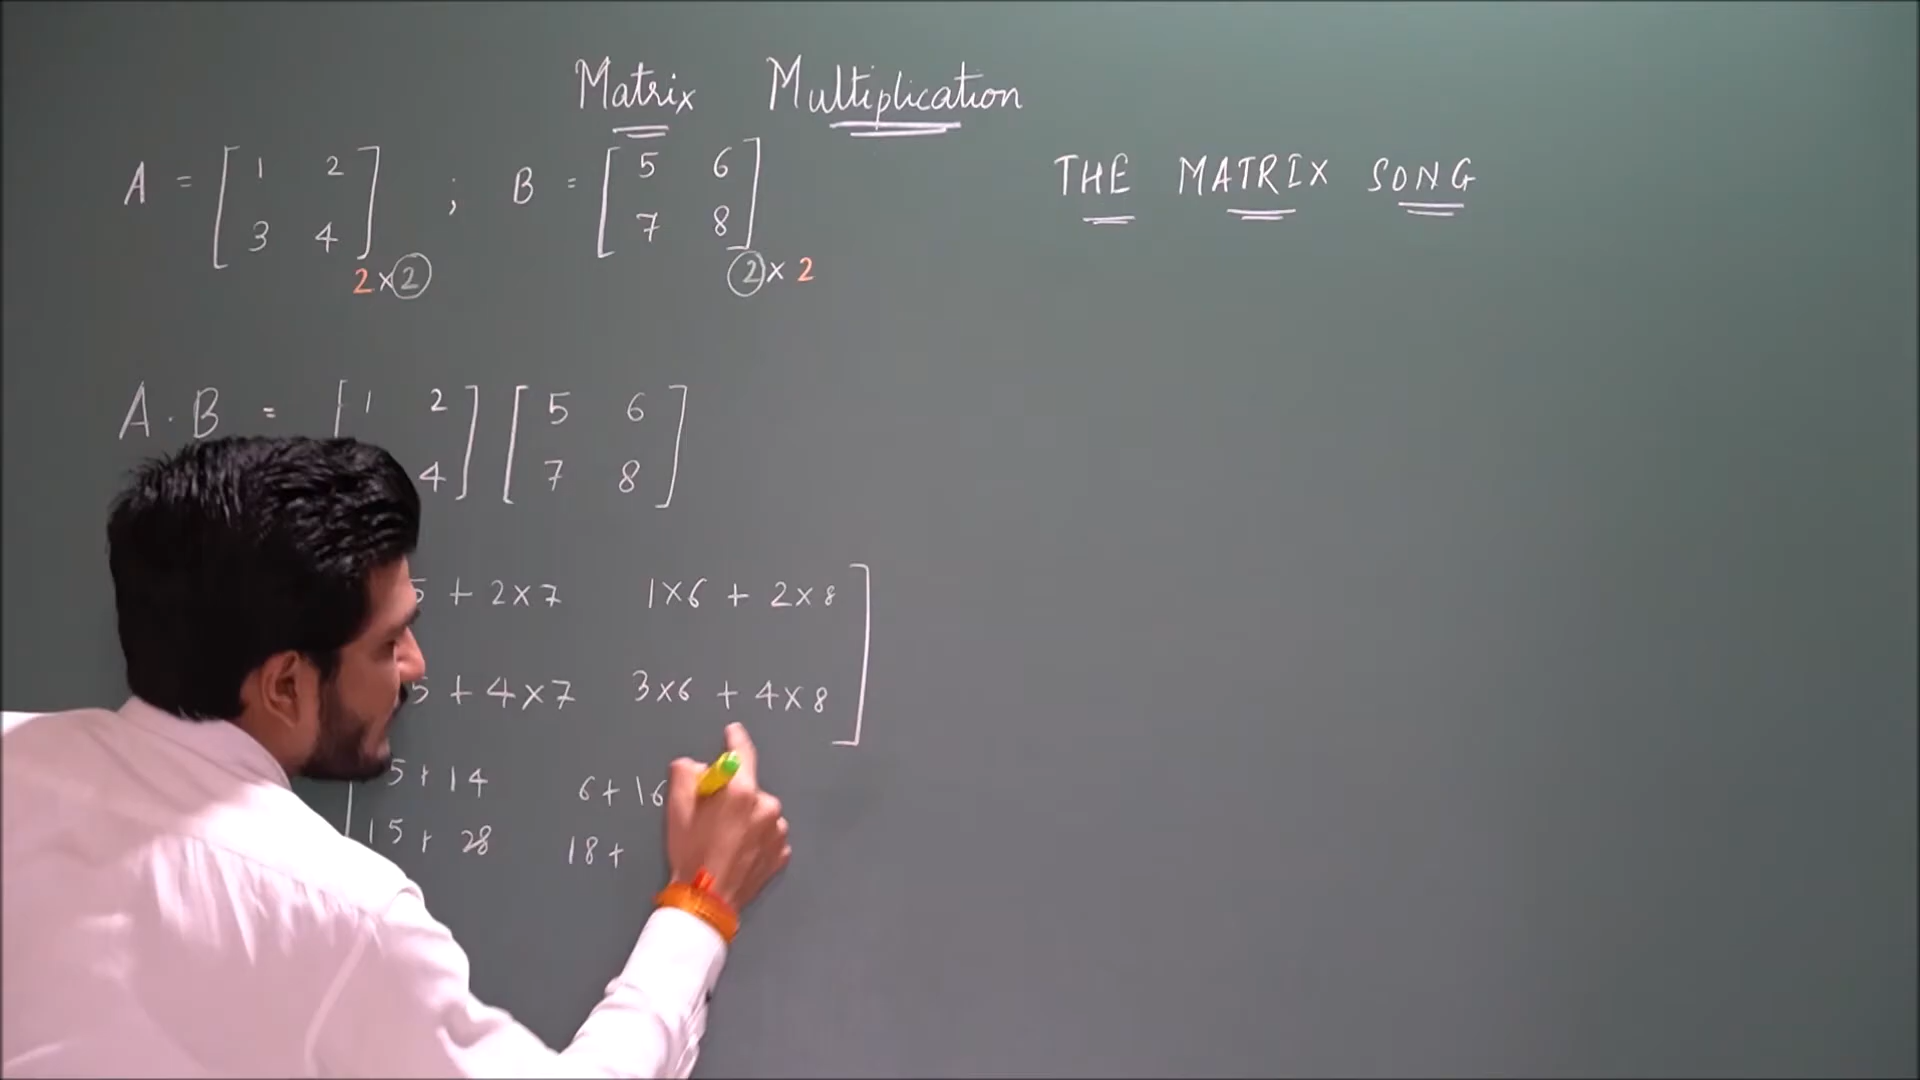 Matrix Multiplication
A = [ 1 2 ; B = [ 5 6 ]
3 4 ] 7 8
2×2 2×2
THE MATRIX SONG
A · B = [ 1 2 ] [ 5 6 ]
4 7 8
5 + 2×7 1×6 + 2×8 ]
5 + 4×7 3×6 + 4×8
5+14 6+16
15+ 28 18+